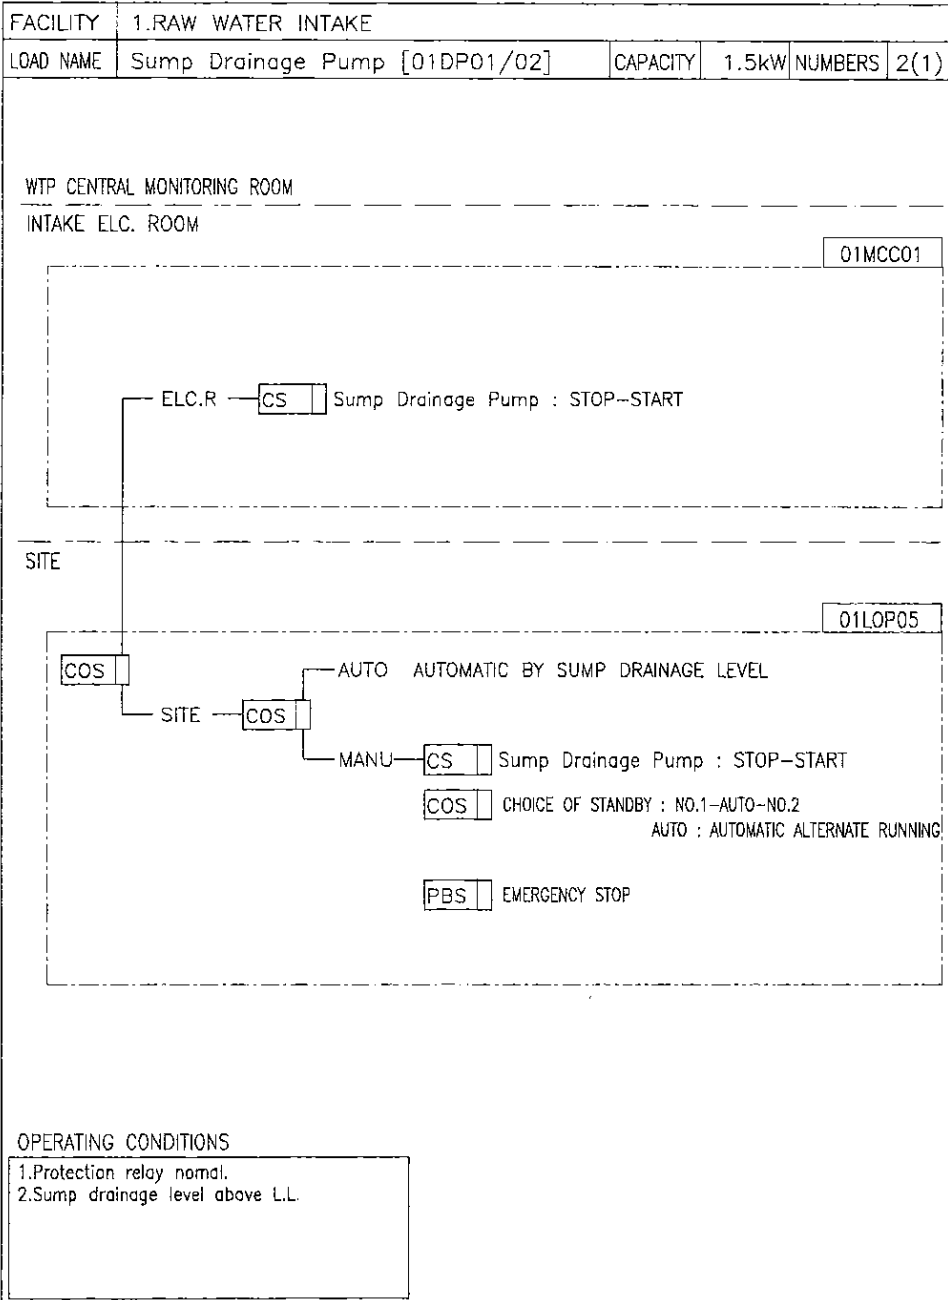 FACILITY 1.RAW WATER INTAKE
LOAD NAME Sump Drainage Pump [01DP01/02] CAPACITY 1.5kW NUMBERS 2(1)
WTP CENTRAL MONITORING ROOM
INTAKE ELC. ROOM
01MCC01
ELC.R CS Sump Drainage Pump : STOP-START
SITE
01LOP05
COS
AUTO AUTOMATIC BY SUMP DRAINAGE LEVEL
SITE COS
MANU CS Sump Drainage Pump : STOP-START
COS CHOICE OF STANDBY : NO.1-AUTO-NO.2
AUTO : AUTOMATIC ALTERNATE RUNNING
PBS EMERGENCY STOP
OPERATING CONDITIONS
1.Protection relay nomal.
2.Sump drainage level above L.L.